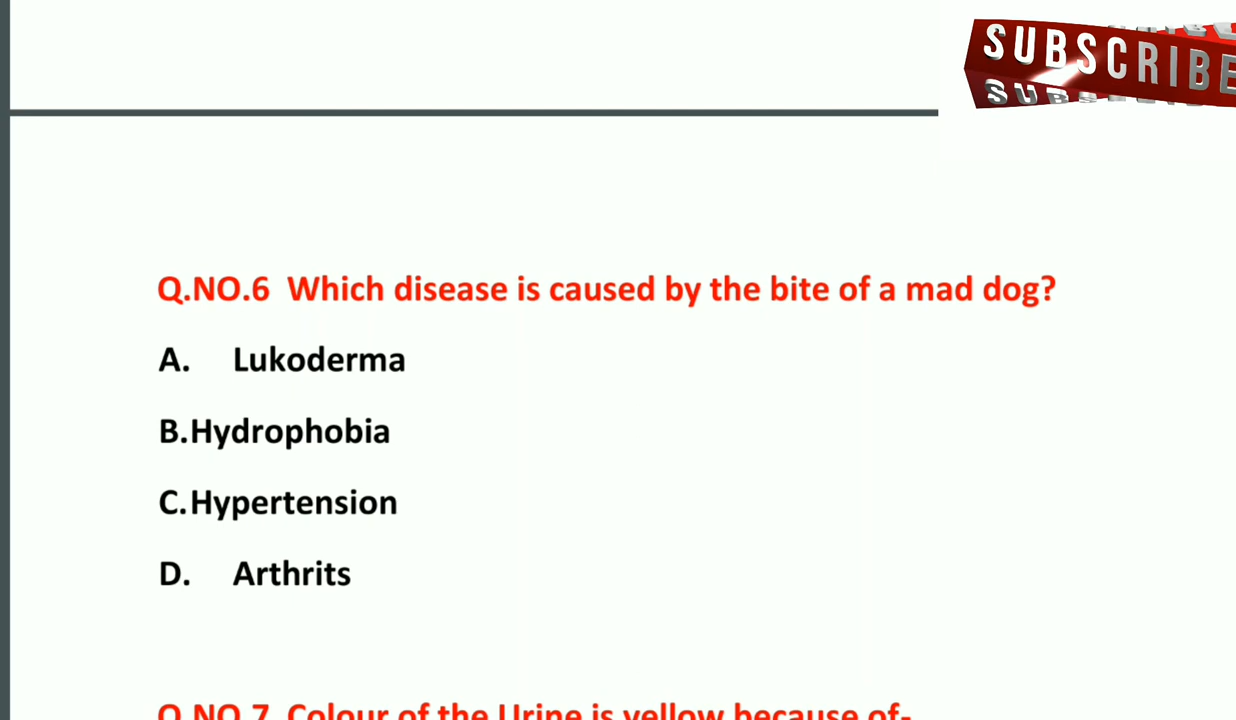 SUBSCRIBE
Q.NO.6 Which disease is caused by the bite of a mad dog?
A. Lukoderma
B.Hydrophobia
C.Hypertension
D. Arthrits
Q.NO.7 Colour of the Urine is yellow because of-